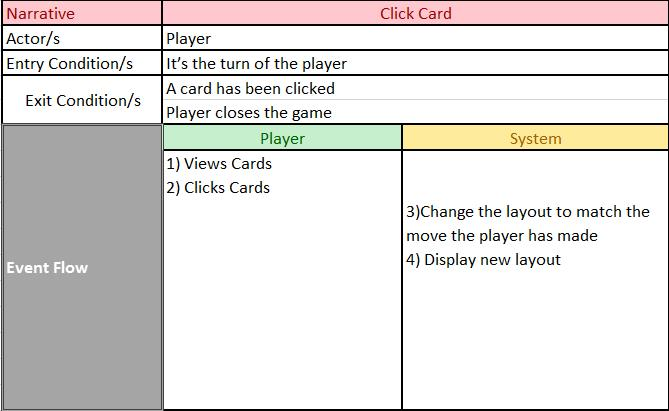 Narrative Click Card
Actor/s Player
Entry Condition/s It's the turn of the player
Exit Condition/s A card has been clicked
Player closes the game
Player System
1) Views Cards
2) Clicks Cards
3)Change the layout to match the
move the player has made
4) Display new layout
Event Flow